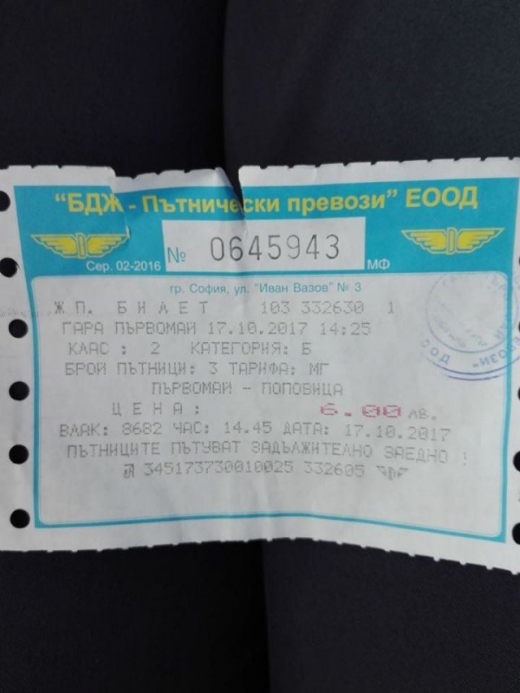 "БДЖ - Пътнически превози" ЕООД
Сер. 02-2016 № 0645943 МФ
гр. София, ул. "Иван Вазов" № 3
Ж.П. БИЛЕТ 103 332630 1
ГАРА ПЪРВОМАЙ 17.10.2017 14:25
КЛАС : 2 КАТЕГОРИЯ: Б
БРОЙ ПЪТНИЦИ: 3 ТАРИФА: МГ
ПЪРВОМАЙ - ПОПОВИЦА
ЦЕНА: 6.00 ЛВ.
ВЛАК: 8682 ЧАС: 14.45 ДАТА: 17.10.2017
ПЪТНИЦИТЕ ПЪТУВАТ ЗАДЪЛЖИТЕЛНО ЗАЕДНО !
345173730010025 332605